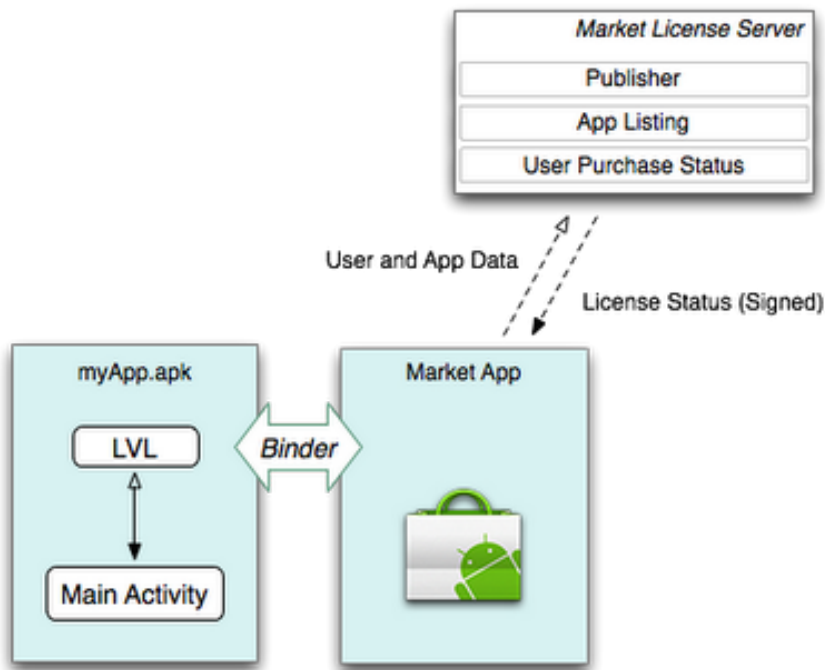 Market License Server
Publisher
App Listing
User Purchase Status
User and App Data
License Status (Signed)
myApp.apk
Market App
LVL
Binder
Main Activity